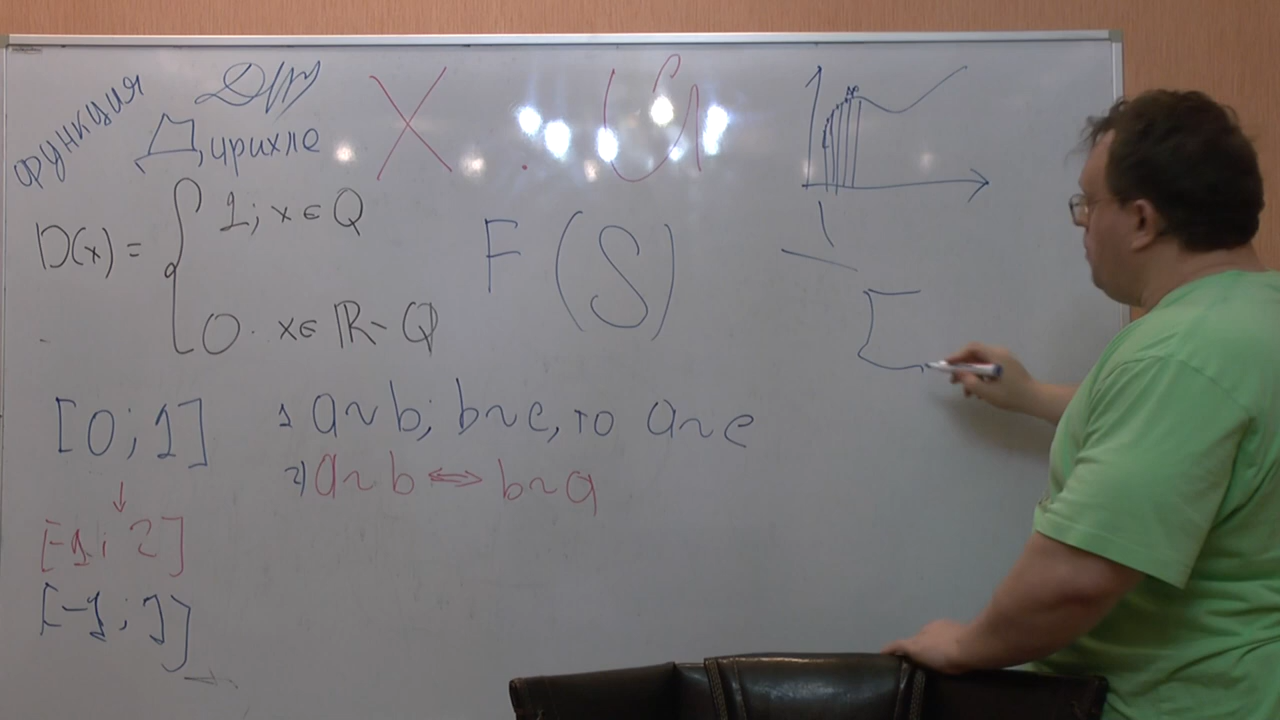 функция
Дирихле
D(x) = { 1; x ∈ Q
0. x ∈ ℝ - Q
X
F (S)
[0; 1]
↓
[-1; 2]
[-1; 1]
1 a~b; b~c, то a~c
2) a~b ⇔ b~a